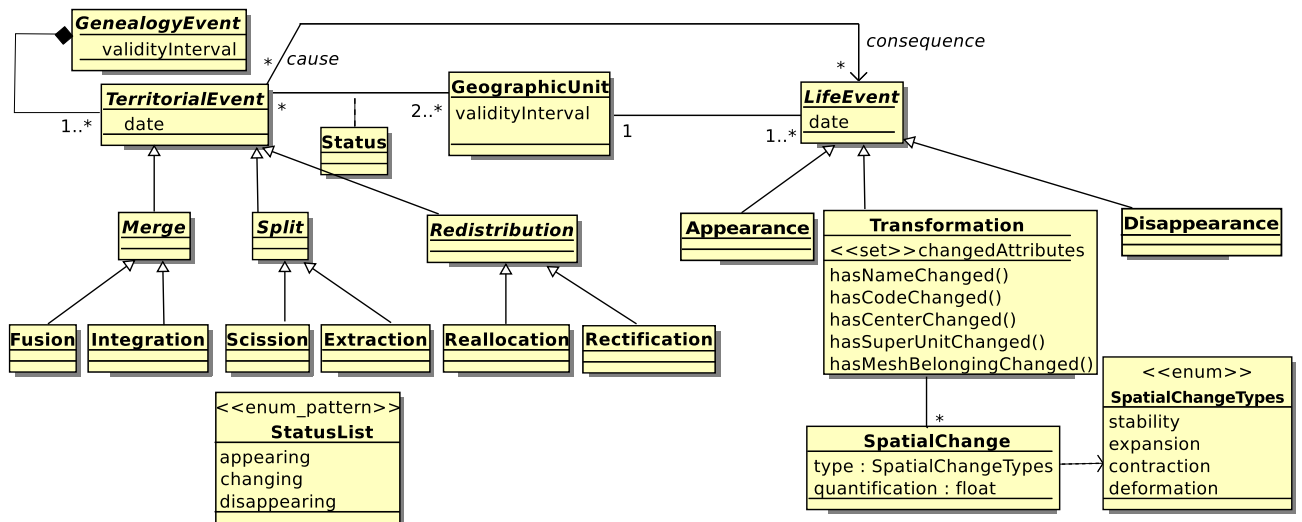 GenealogyEvent
validityInterval
* cause
consequence
*
TerritorialEvent
date
1..*
*
2..*
GeographicUnit
validityInterval
1
1..*
LifeEvent
date
Status
Merge
Split
Redistribution
Appearance
Transformation
<<set>>changedAttributes
hasNameChanged()
hasCodeChanged()
hasCenterChanged()
hasSuperUnitChanged()
hasMeshBelongingChanged()
Disappearance
Fusion
Integration
Scission
Extraction
Reallocation
Rectification
<<enum_pattern>>
StatusList
appearing
changing
disappearing
*
SpatialChange
type : SpatialChangeTypes
quantification : float
<<enum>>
SpatialChangeTypes
stability
expansion
contraction
deformation